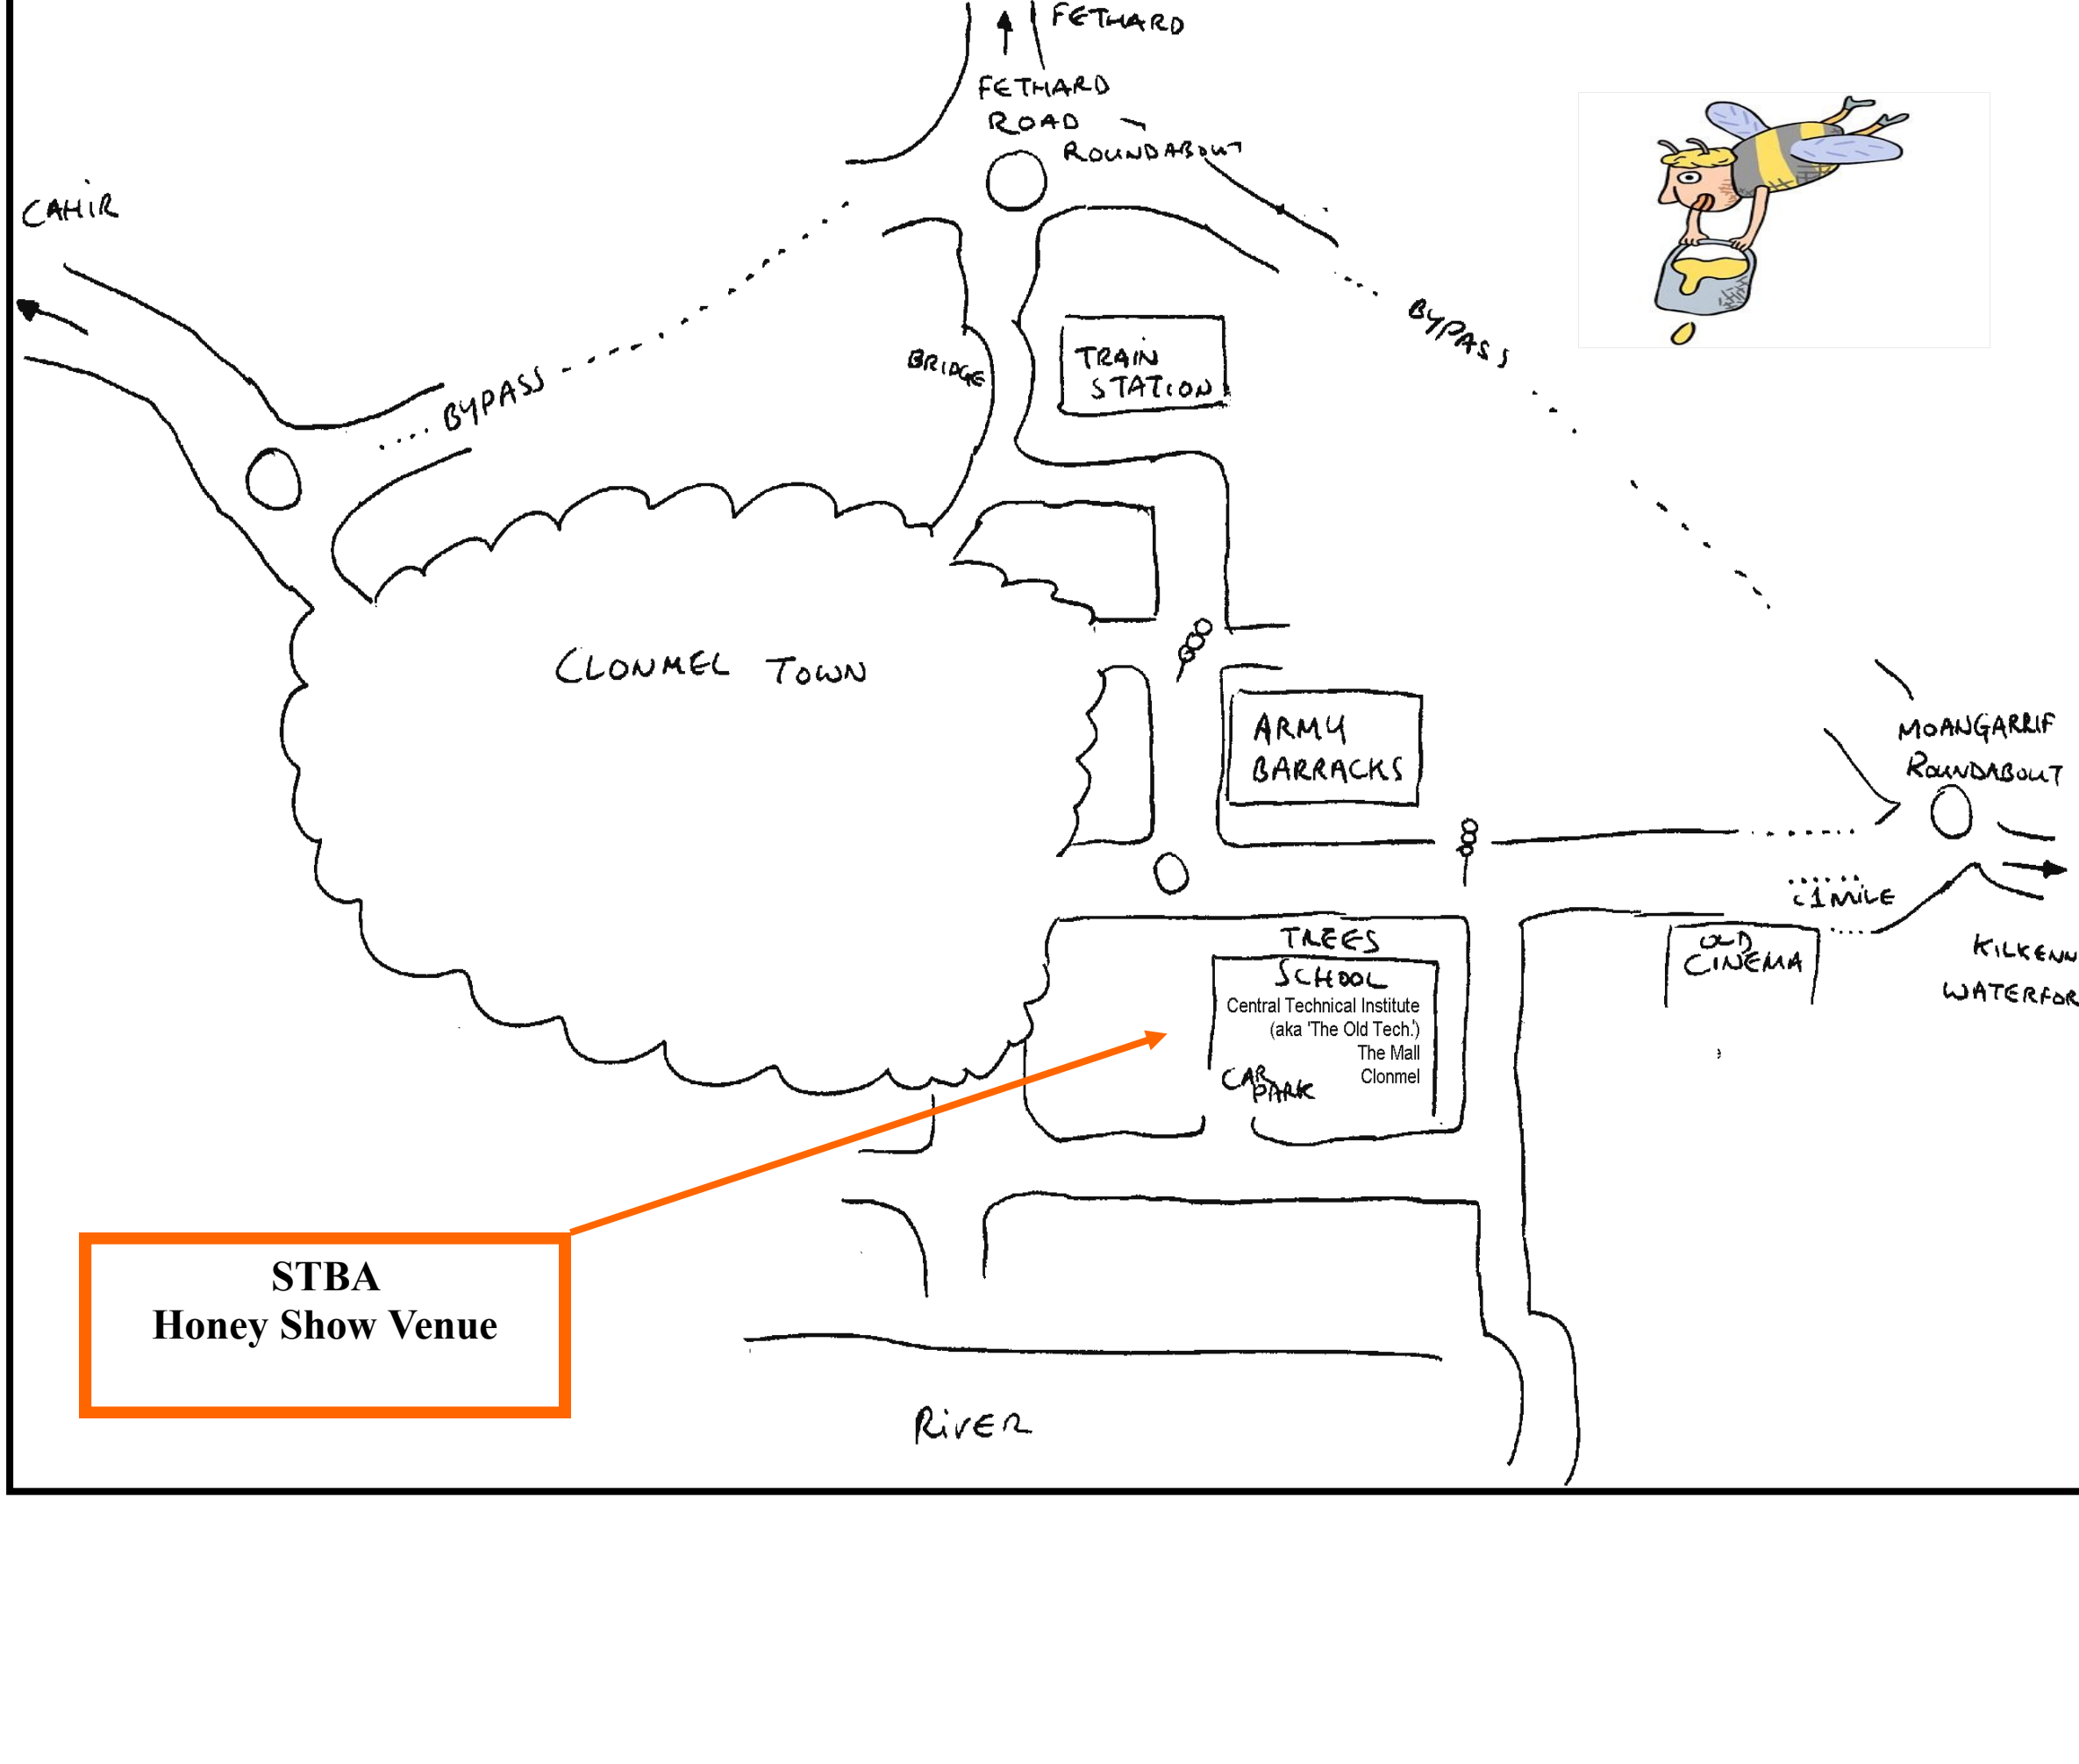 FETHARD
FETHARD
ROAD
ROUNDABOUT
CAHIR
BYPASS
BRIDGE
TRAIN
STATION
BYPASS
CLONMEL TOWN
ARMY
BARRACKS
MOANGARRIF
ROUNDABOUT
c1 MILE
TREES
SCHOOL
Central Technical Institute
(aka 'The Old Tech.')
The Mall
Clonmel
CAR
PARK
OLD
CINEMA
KILKENN
WATERFOR
STBA
Honey Show Venue
RIVER